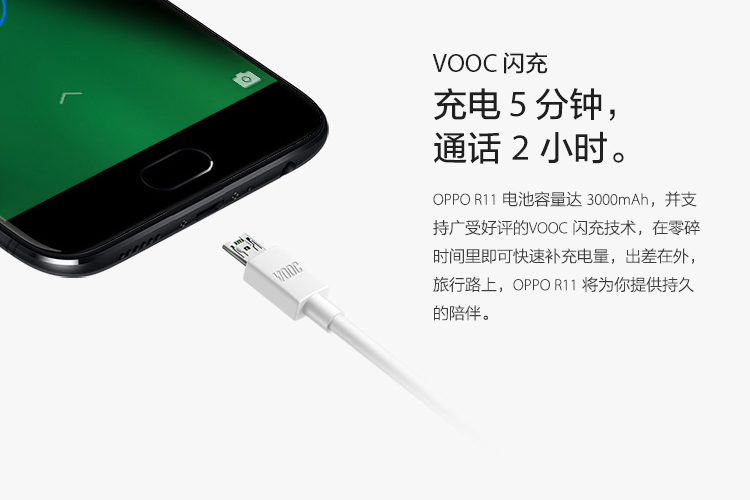 VOOC 闪充
充电 5 分钟，
通话 2 小时。
OPPO R11 电池容量达 3000mAh，并支
持广受好评的VOOC 闪充技术，在零碎
时间里即可快速补充电量，出差在外，
旅行路上，OPPO R11 将为你提供持久
的陪伴。
VOOC